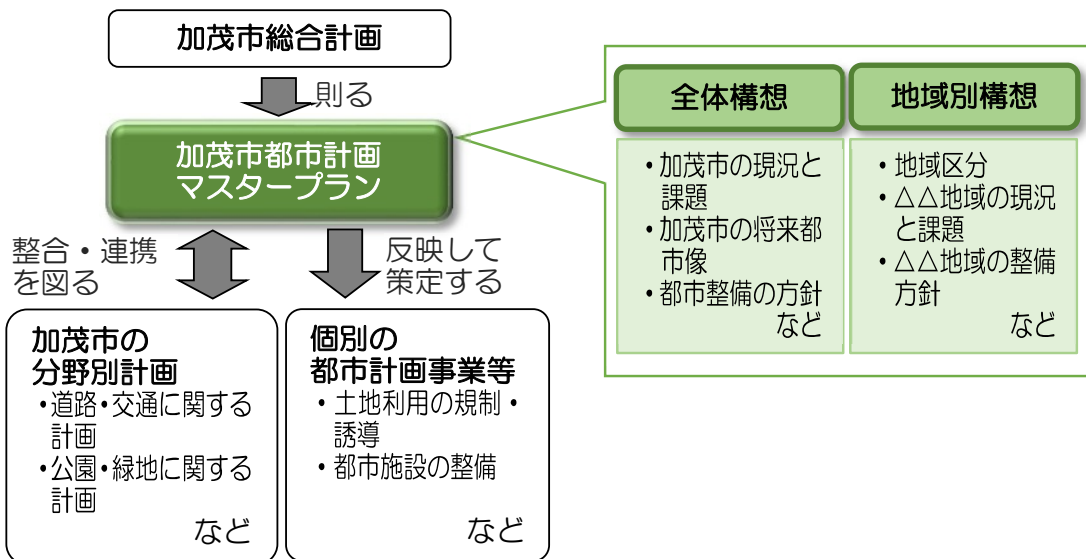 加茂市総合計画
則る
加茂市都市計画
マスタープラン
整合・連携
を図る
反映して
策定する
加茂市の
分野別計画
・道路・交通に関する
計画
・公園・緑地に関する
計画
など
個別の
都市計画事業等
・土地利用の規制・
誘導
・都市施設の整備
など
全体構想
・加茂市の現況と
課題
・加茂市の将来都
市像
・都市整備の方針
など
地域別構想
・地域区分
・△△地域の現況
と課題
・△△地域の整備
方針
など